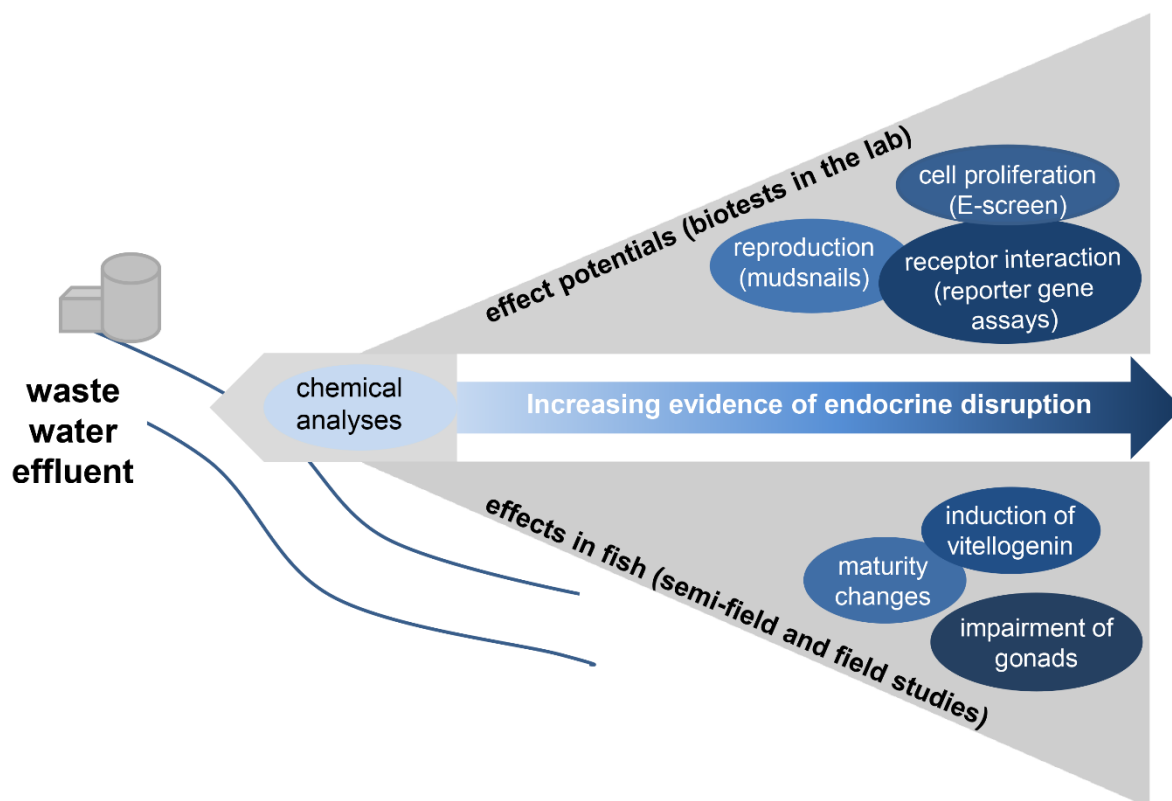 waste
water
effluent
chemical
analyses
effect potentials (biotests in the lab)
cell proliferation
(E-screen)
reproduction
(mudsnails)
receptor interaction
(reporter gene
assays)
Increasing evidence of endocrine disruption
effects in fish (semi-field and field studies)
induction of
vitellogenin
maturity
changes
impairment of
gonads